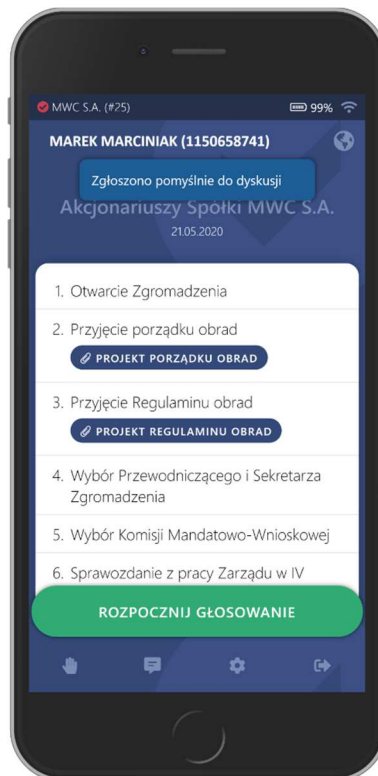 MWC S.A. (#25) 99%
MAREK MARCINIAK (1150658741)
Zgłoszono pomyślnie do dyskusji
Akcjonariuszy Spółki MWC S.A.
21.05.2020
1. Otwarcie Zgromadzenia
2. Przyjęcie porządku obrad
PROJEKT PORZĄDKU OBRAD
3. Przyjęcie Regulaminu obrad
PROJEKT REGULAMINU OBRAD
4. Wybór Przewodniczącego i Sekretarza
Zgromadzenia
5. Wybór Komisji Mandatowo-Wnioskowej
6. Sprawozdanie z pracy Zarządu w IV
ROZPOCZNIJ GŁOSOWANIE